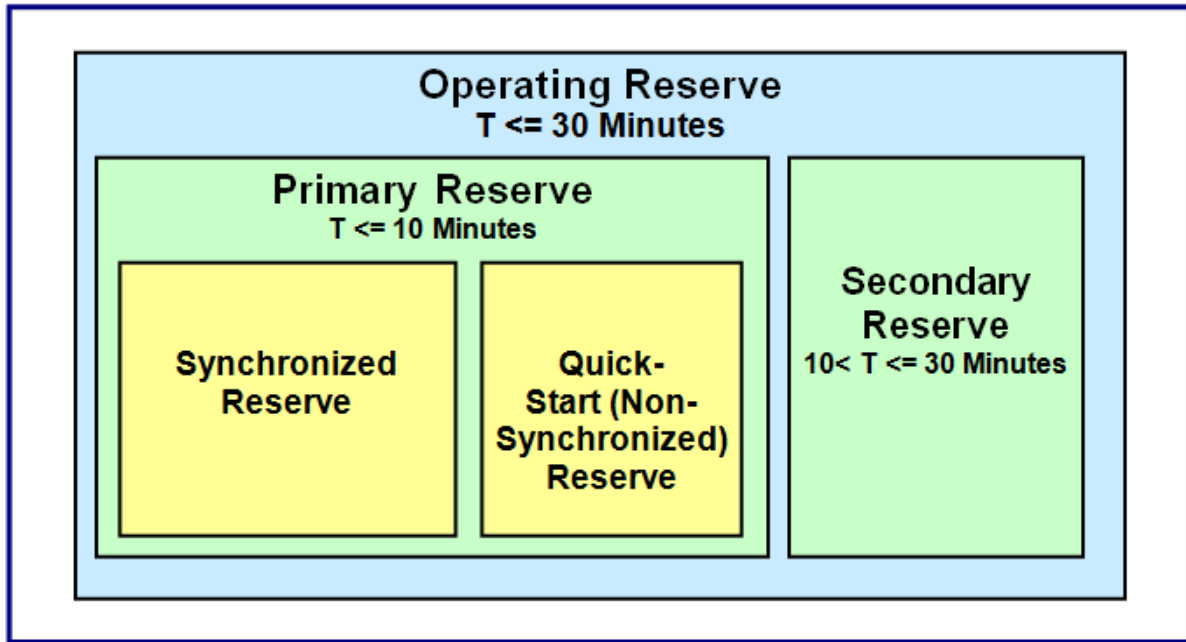 Operating Reserve
T <= 30 Minutes
Primary Reserve
T <= 10 Minutes
Synchronized
Reserve
Quick-
Start (Non-
Synchronized)
Reserve
Secondary
Reserve
10< T <= 30 Minutes